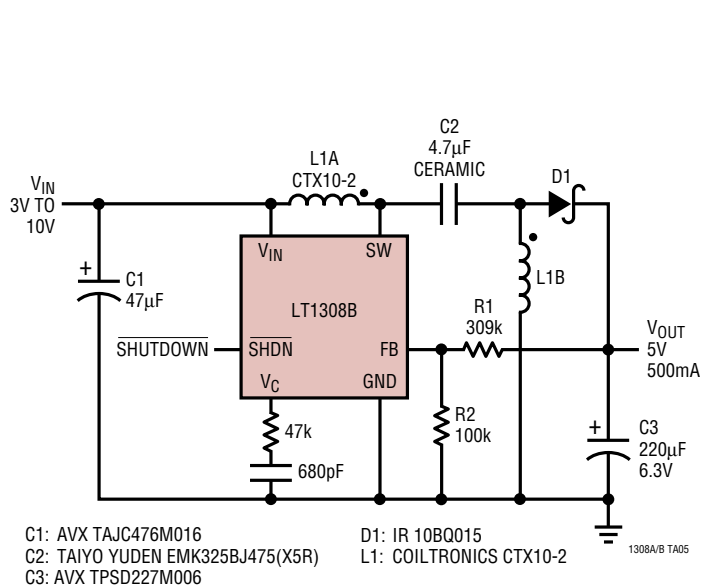 C2
4.7µF
CERAMIC
L1A
CTX10-2
D1
VIN
3V TO
10V
VIN
SW
+
C1
47µF
L1B
LT1308B
R1
309k
VOUT
5V
500mA
SHUTDOWN
SHDN
FB
VC
GND
R2
100k
47k
+
C3
220µF
6.3V
680pF
C1: AVX TAJC476M016
C2: TAIYO YUDEN EMK325BJ475(X5R)
C3: AVX TPSD227M006
D1: IR 10BQ015
L1: COILTRONICS CTX10-2
1308A/B TA05